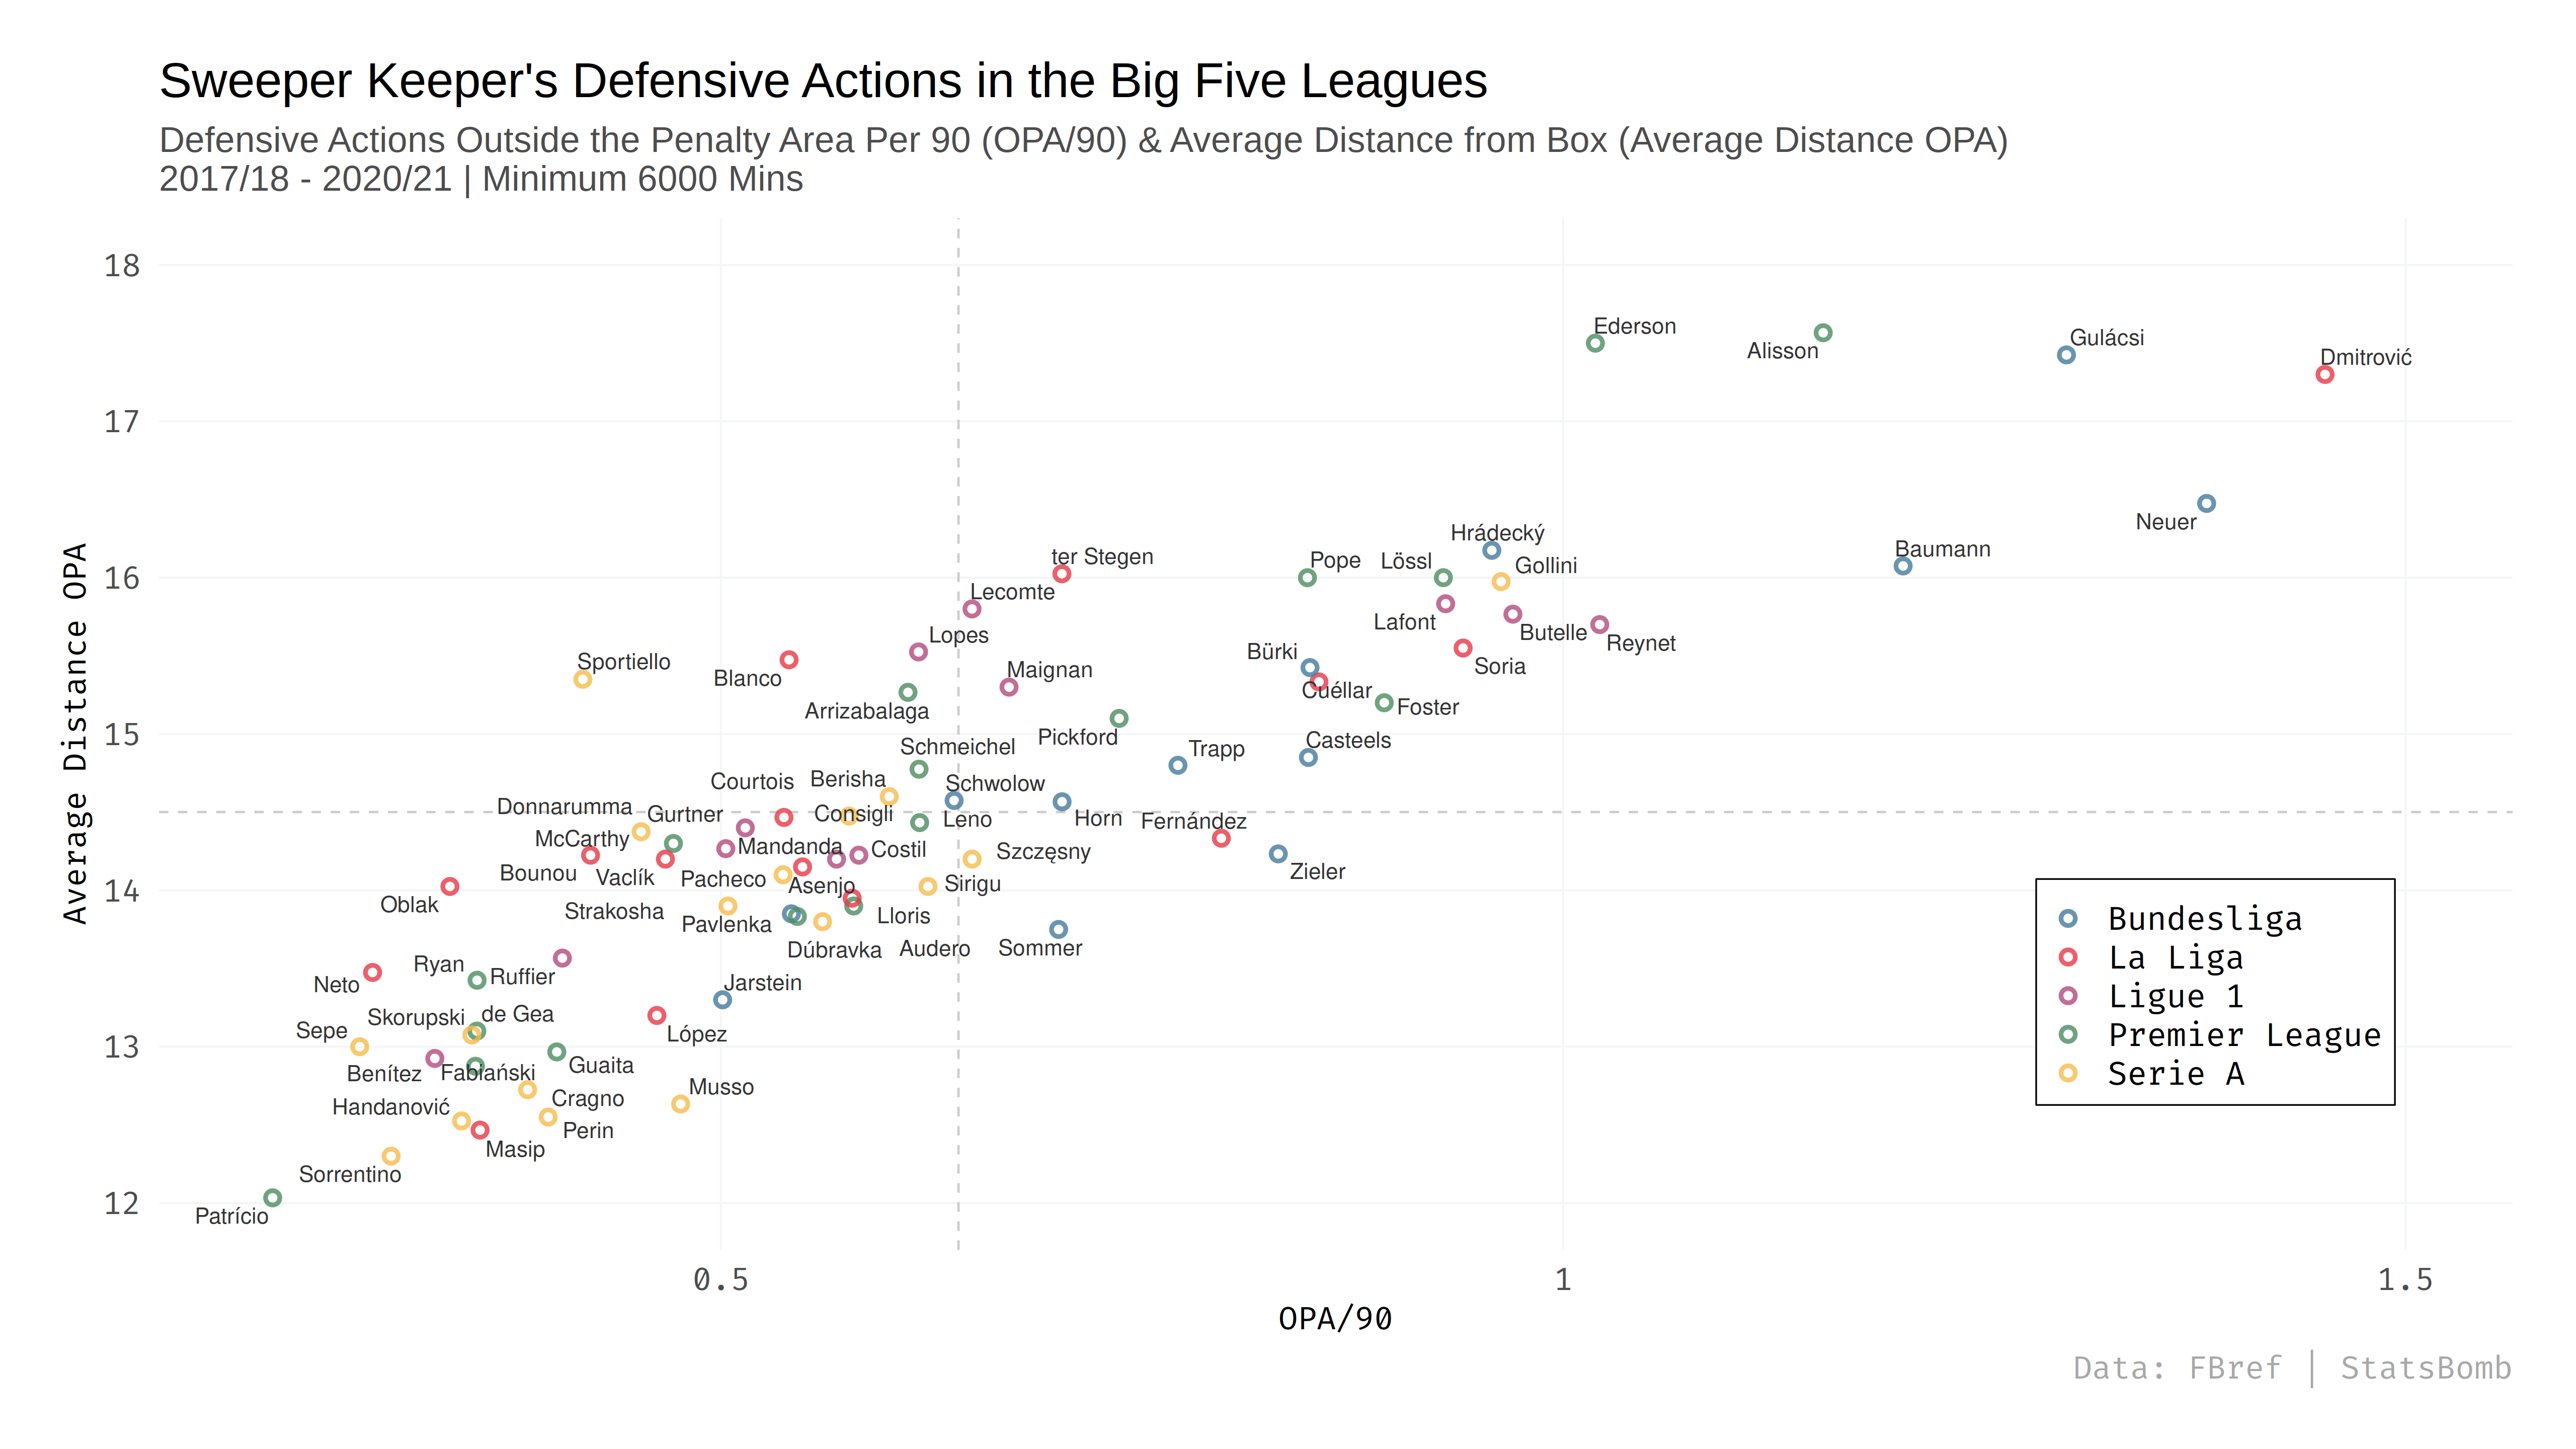 Sweeper Keeper's Defensive Actions in the Big Five Leagues
Defensive Actions Outside the Penalty Area Per 90 (OPA/90) & Average Distance from Box (Average Distance OPA)
2017/18 - 2020/21 | Minimum 6000 Mins
Average Distance OPA
18
17
16
15
14
13
12
Ederson
Alisson
Gulácsi
Dmitrović
Neuer
Baumann
Hrádecký
Gollini
Pope
Lössl
ter Stegen
Lecomte
Lafont
Butelle
Reynet
Lopes
Bürki
Soria
Sportiello
Blanco
Maignan
Cuéllar
Foster
Arrizabalaga
Pickford
Casteels
Schmeichel
Trapp
Courtois
Berisha
Schwolow
Donnarumma
Gurtner
Consigli
Leno
Horn
Fernández
McCarthy
Mandanda
Costil
Szczęsny
Bounou
Vaclík
Pacheco
Asenjo
Sirigu
Zieler
Oblak
Strakosha
Pavlenka
Lloris
Dúbravka
Audero
Sommer
Ryan
Ruffier
Neto
Jarstein
Skorupski
de Gea
Sepe
López
Benítez
Fabiański
Guaita
Musso
Handanović
Cragno
Perin
Masip
Sorrentino
Patrício
Bundesliga
La Liga
Ligue 1
Premier League
Serie A
0.5
1
1.5
OPA/90
Data: FBref | StatsBomb